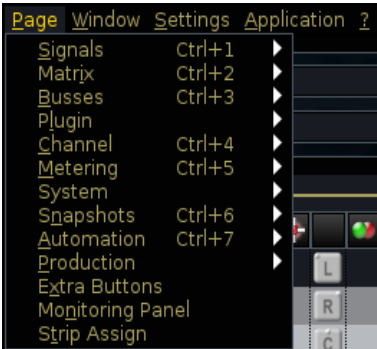 Page Window Settings Application ?
Signals Ctrl+1
Matrix Ctrl+2
Busses Ctrl+3
Plugin
Channel Ctrl+4
Metering Ctrl+5
System
Snapshots Ctrl+6
Automation Ctrl+7
Production
L
Extra Buttons
Monitoring Panel
R
Strip Assign
C